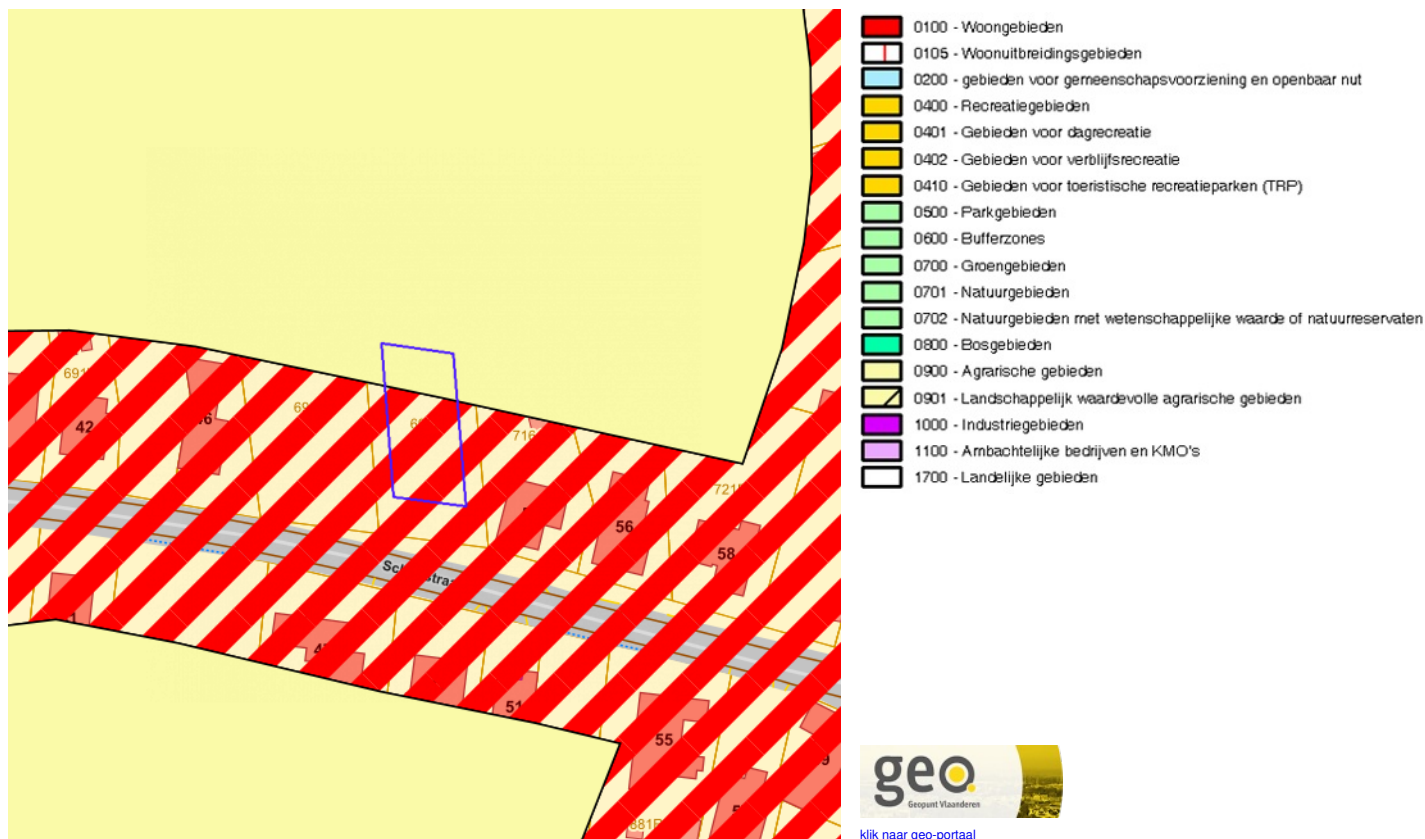 0100 - Woongebieden
0105 - Woonuitbreidingsgebieden
0200 - gebieden voor gemeenschapsvoorziening en openbaar nut
0400 - Recreatiegebieden
0401 - Gebieden voor dagrecreatie
0402 - Gebieden voor verblijfsrecreatie
0410 - Gebieden voor toeristische recreatieparken (TRP)
0500 - Parkgebieden
0600 - Bufferzones
0700 - Groengebieden
0701 - Natuurgebieden
0702 - Natuurgebieden met wetenschappelijke waarde of natuurreservaten
0800 - Bosgebieden
0900 - Agrarische gebieden
0901 - Landschappelijk waardevolle agrarische gebieden
1000 - Industriegebieden
1100 - Ambachtelijke bedrijven en KMO's
1700 - Landelijke gebieden
42
716
56
58
51
55
geo
Geopunt Vlaanderen
klik naar geo-portaal